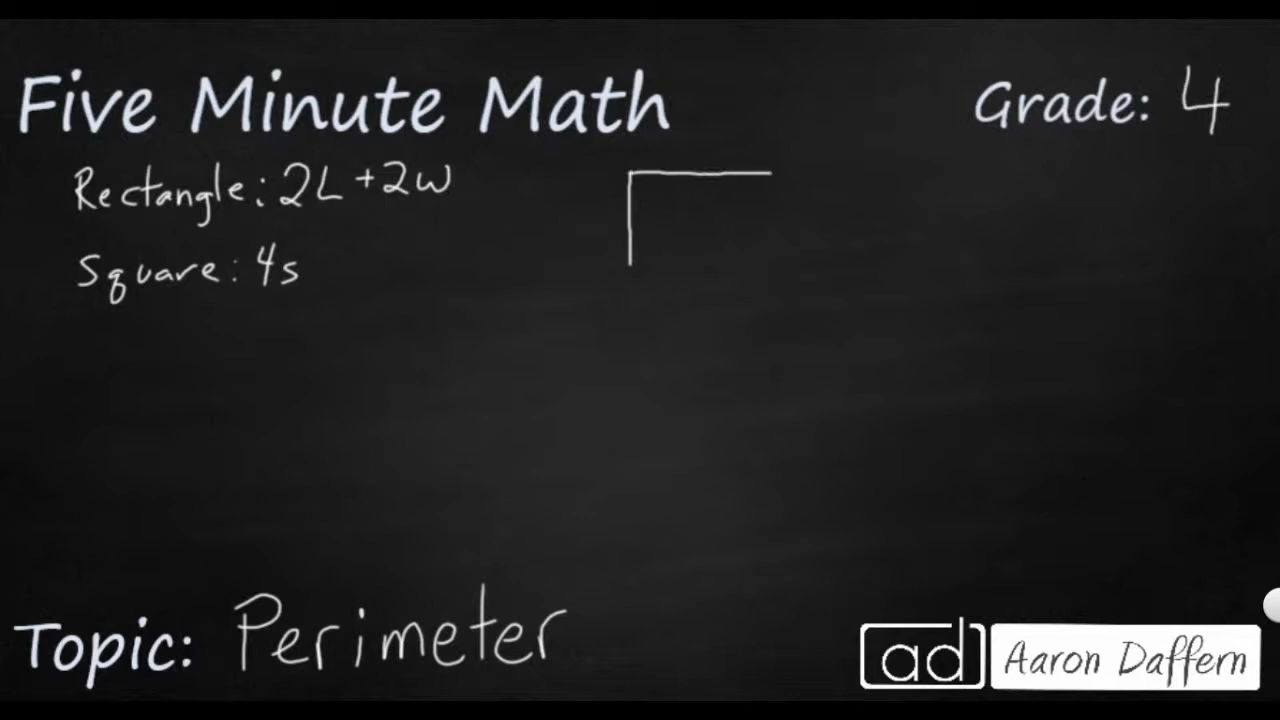 Five Minute Math
Grade: 4
Rectangle: 2L + 2W
Square: 4s
Topic: Perimeter
ad Aaron Daffern